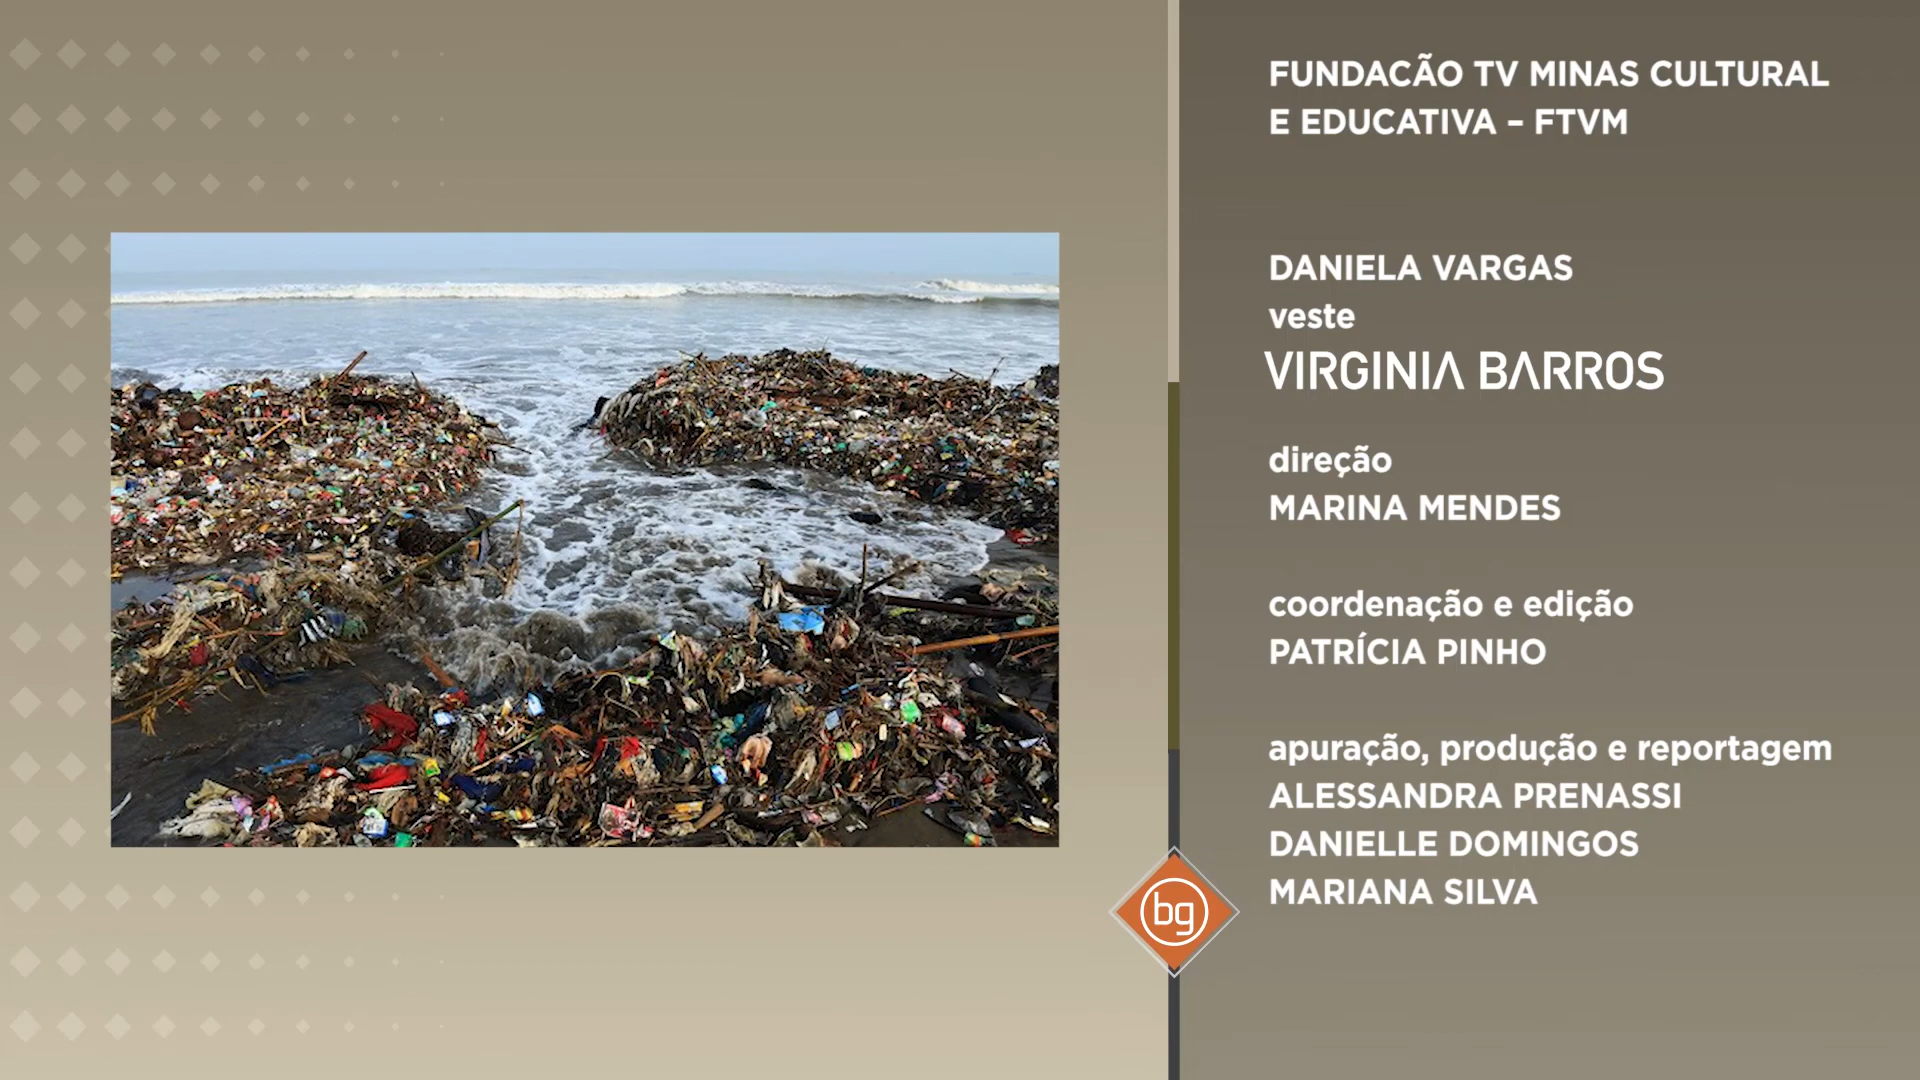 FUNDACÃO TV MINAS CULTURAL
E EDUCATIVA – FTVM
DANIELA VARGAS
veste
VIRGINIA BARROS
direção
MARINA MENDES
coordenação e edição
PATRÍCIA PINHO
apuração, produção e reportagem
ALESSANDRA PRENASSI
DANIELLE DOMINGOS
MARIANA SILVA
bg